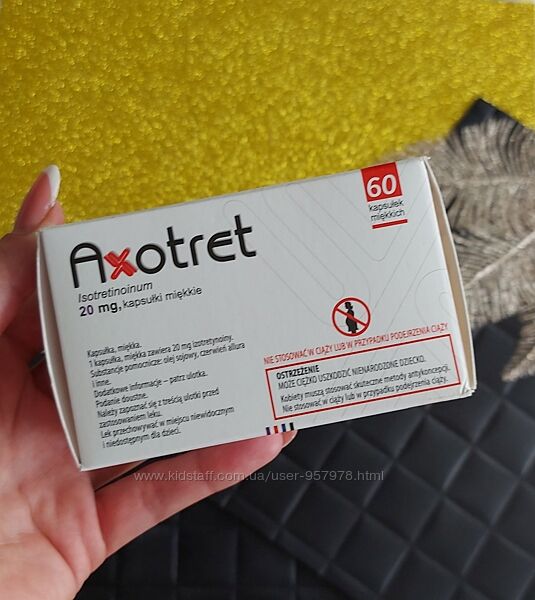 60
kapsułek
miękkich
Axotret
Isotretinoinum
20 mg, kapsułki miękkie
Kapsułka, miękka.
1 kapsułka, miękka zawiera 20 mg izotretynoiny.
Substancje pomocnicze: olej sojowy, czerwień allura
i inne.
Dodatkowe informacje – patrz ulotka.
Podanie doustne.
Należy zapoznać się z treścią ulotki przed
zastosowaniem leku.
Lek przechowywać w miejscu niewidocznym
i niedostępnym dla dzieci.
NIE STOSOWAĆ W CIĄŻY LUB W PRZYPADKU PODEJRZENIA CIĄŻY
OSTRZEŻENIE
MOŻE CIĘŻKO USZKODZIĆ NIENARODZONE DZIECKO.
Kobiety muszą stosować skuteczne metody antykoncepcji.
Nie stosować w ciąży lub w przypadku podejrzenia ciąży.
www.kidstaff.com.ua/user-957978.html